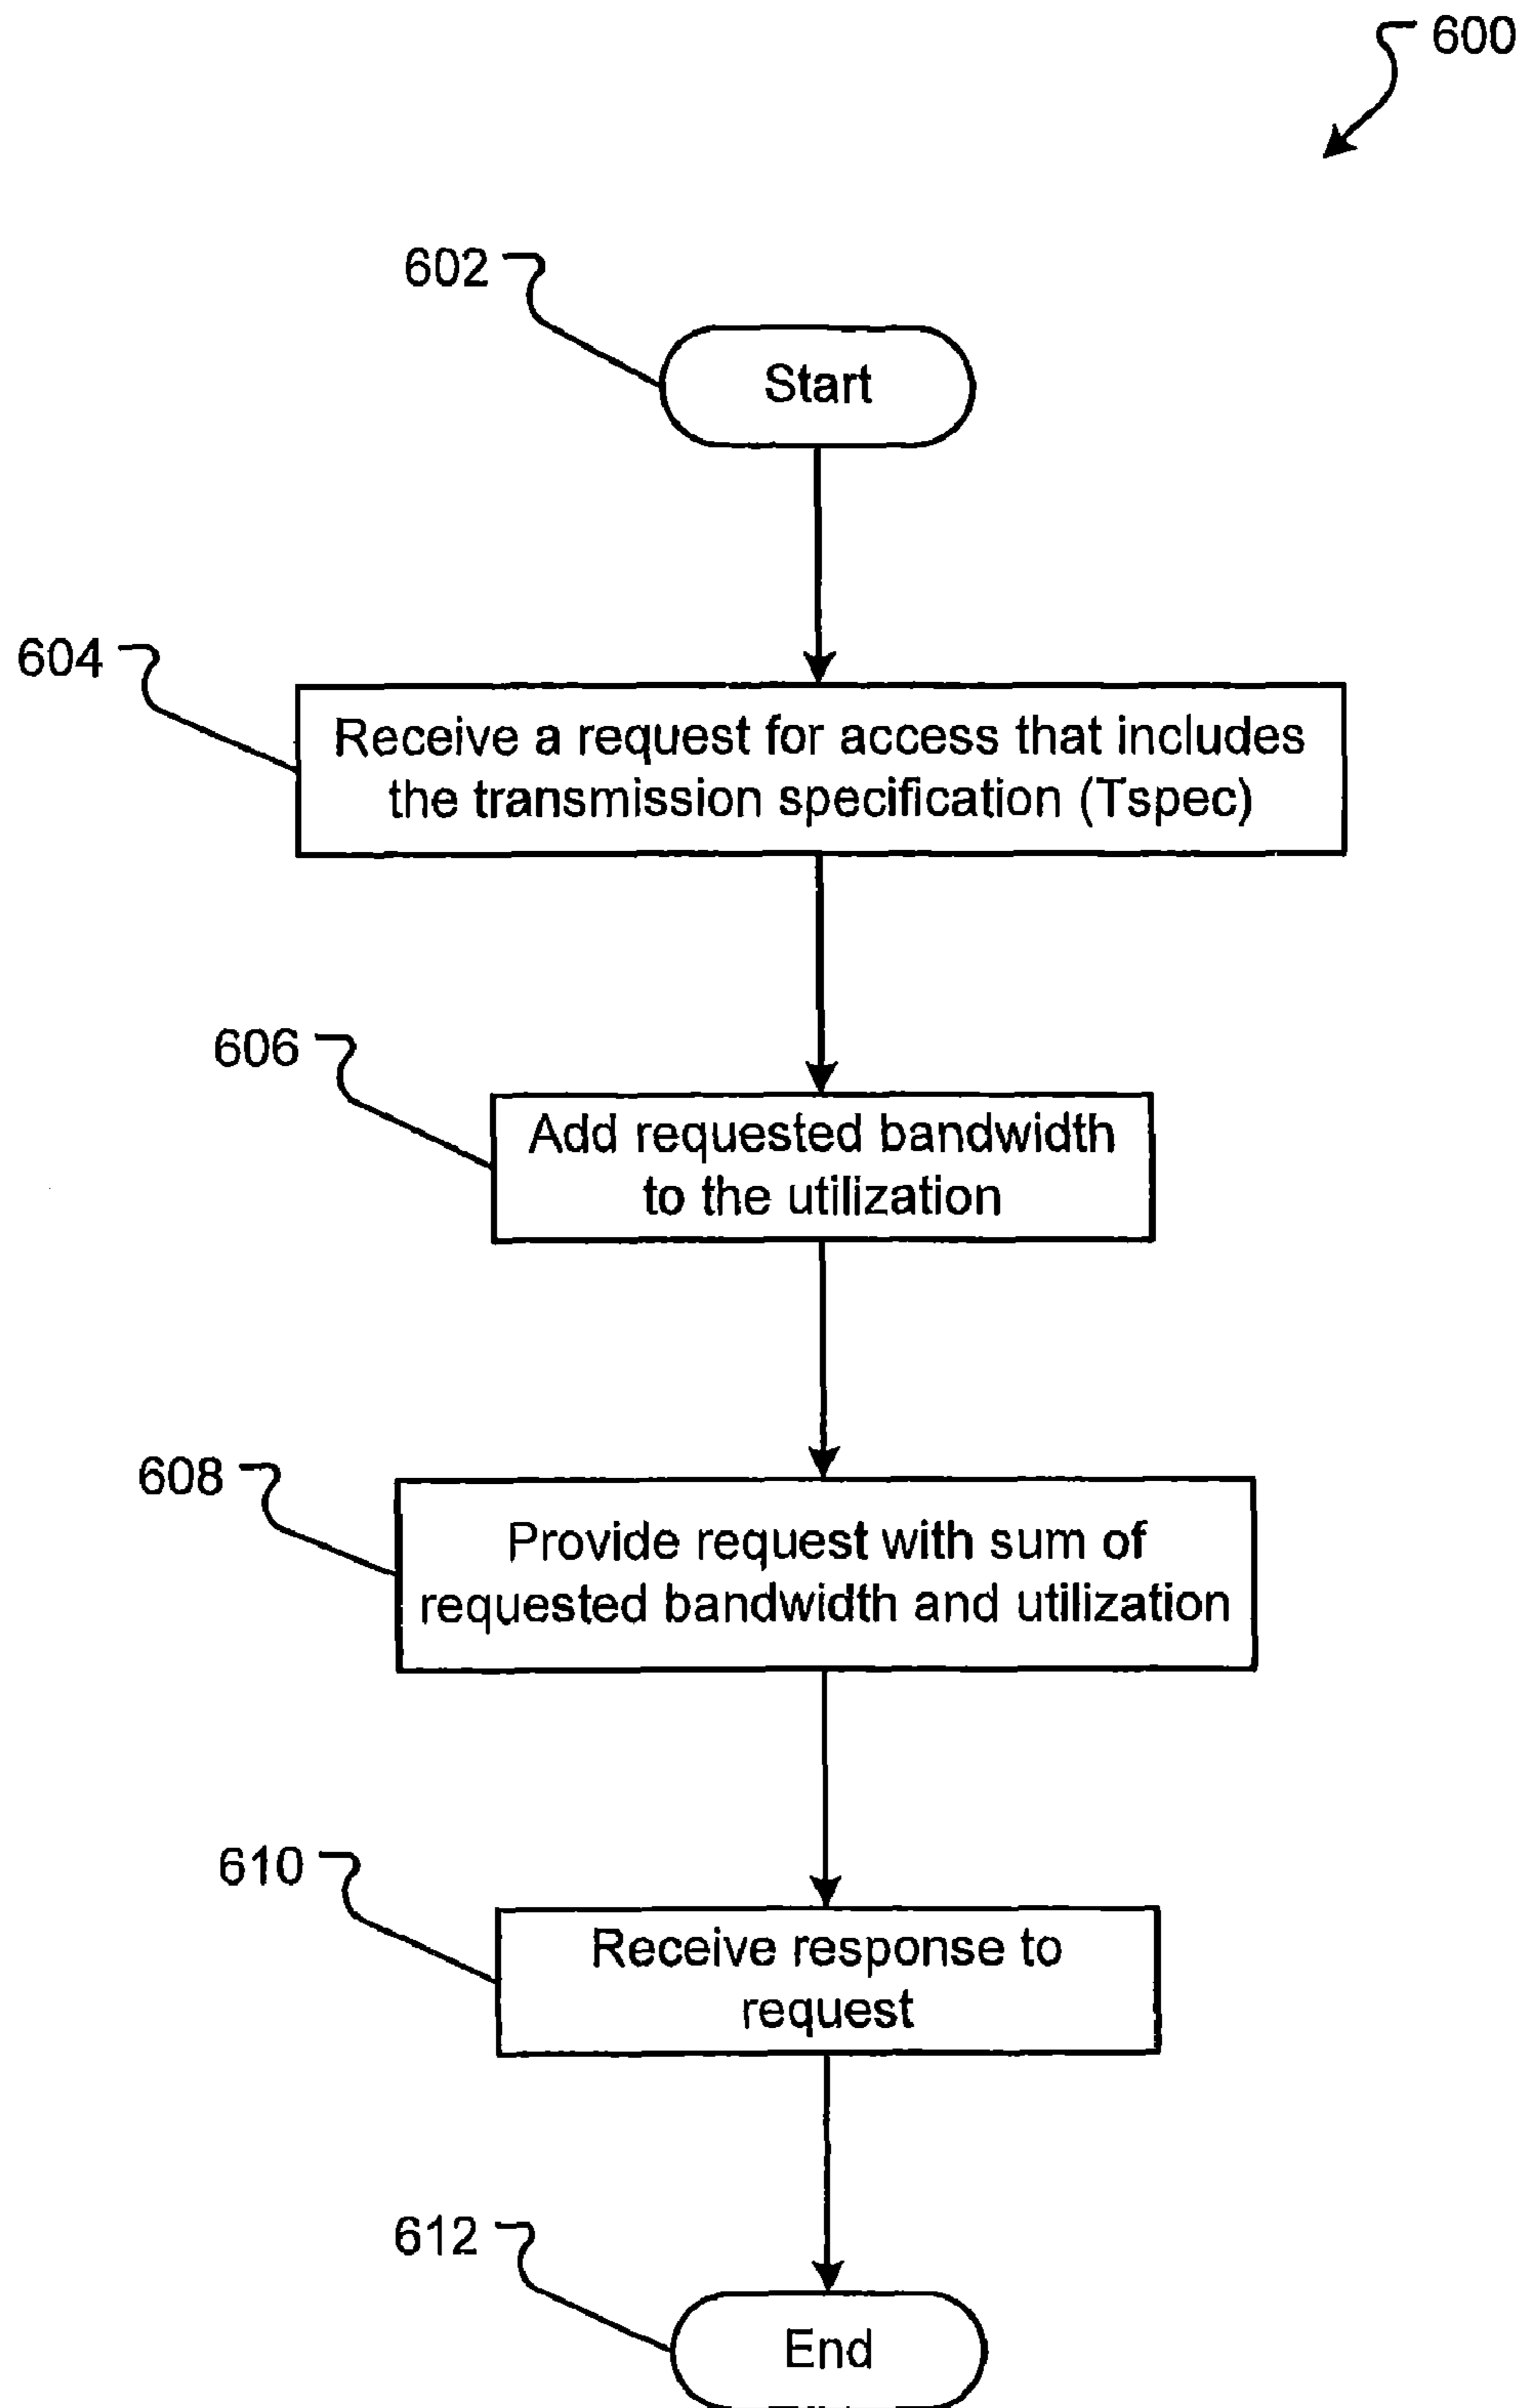 600
602
Start
604
Receive a request for access that includes
the transmission specification (Tspec)
606
Add requested bandwidth
to the utilization
608
Provide request with sum of
requested bandwidth and utilization
610
Receive response to
request
612
End